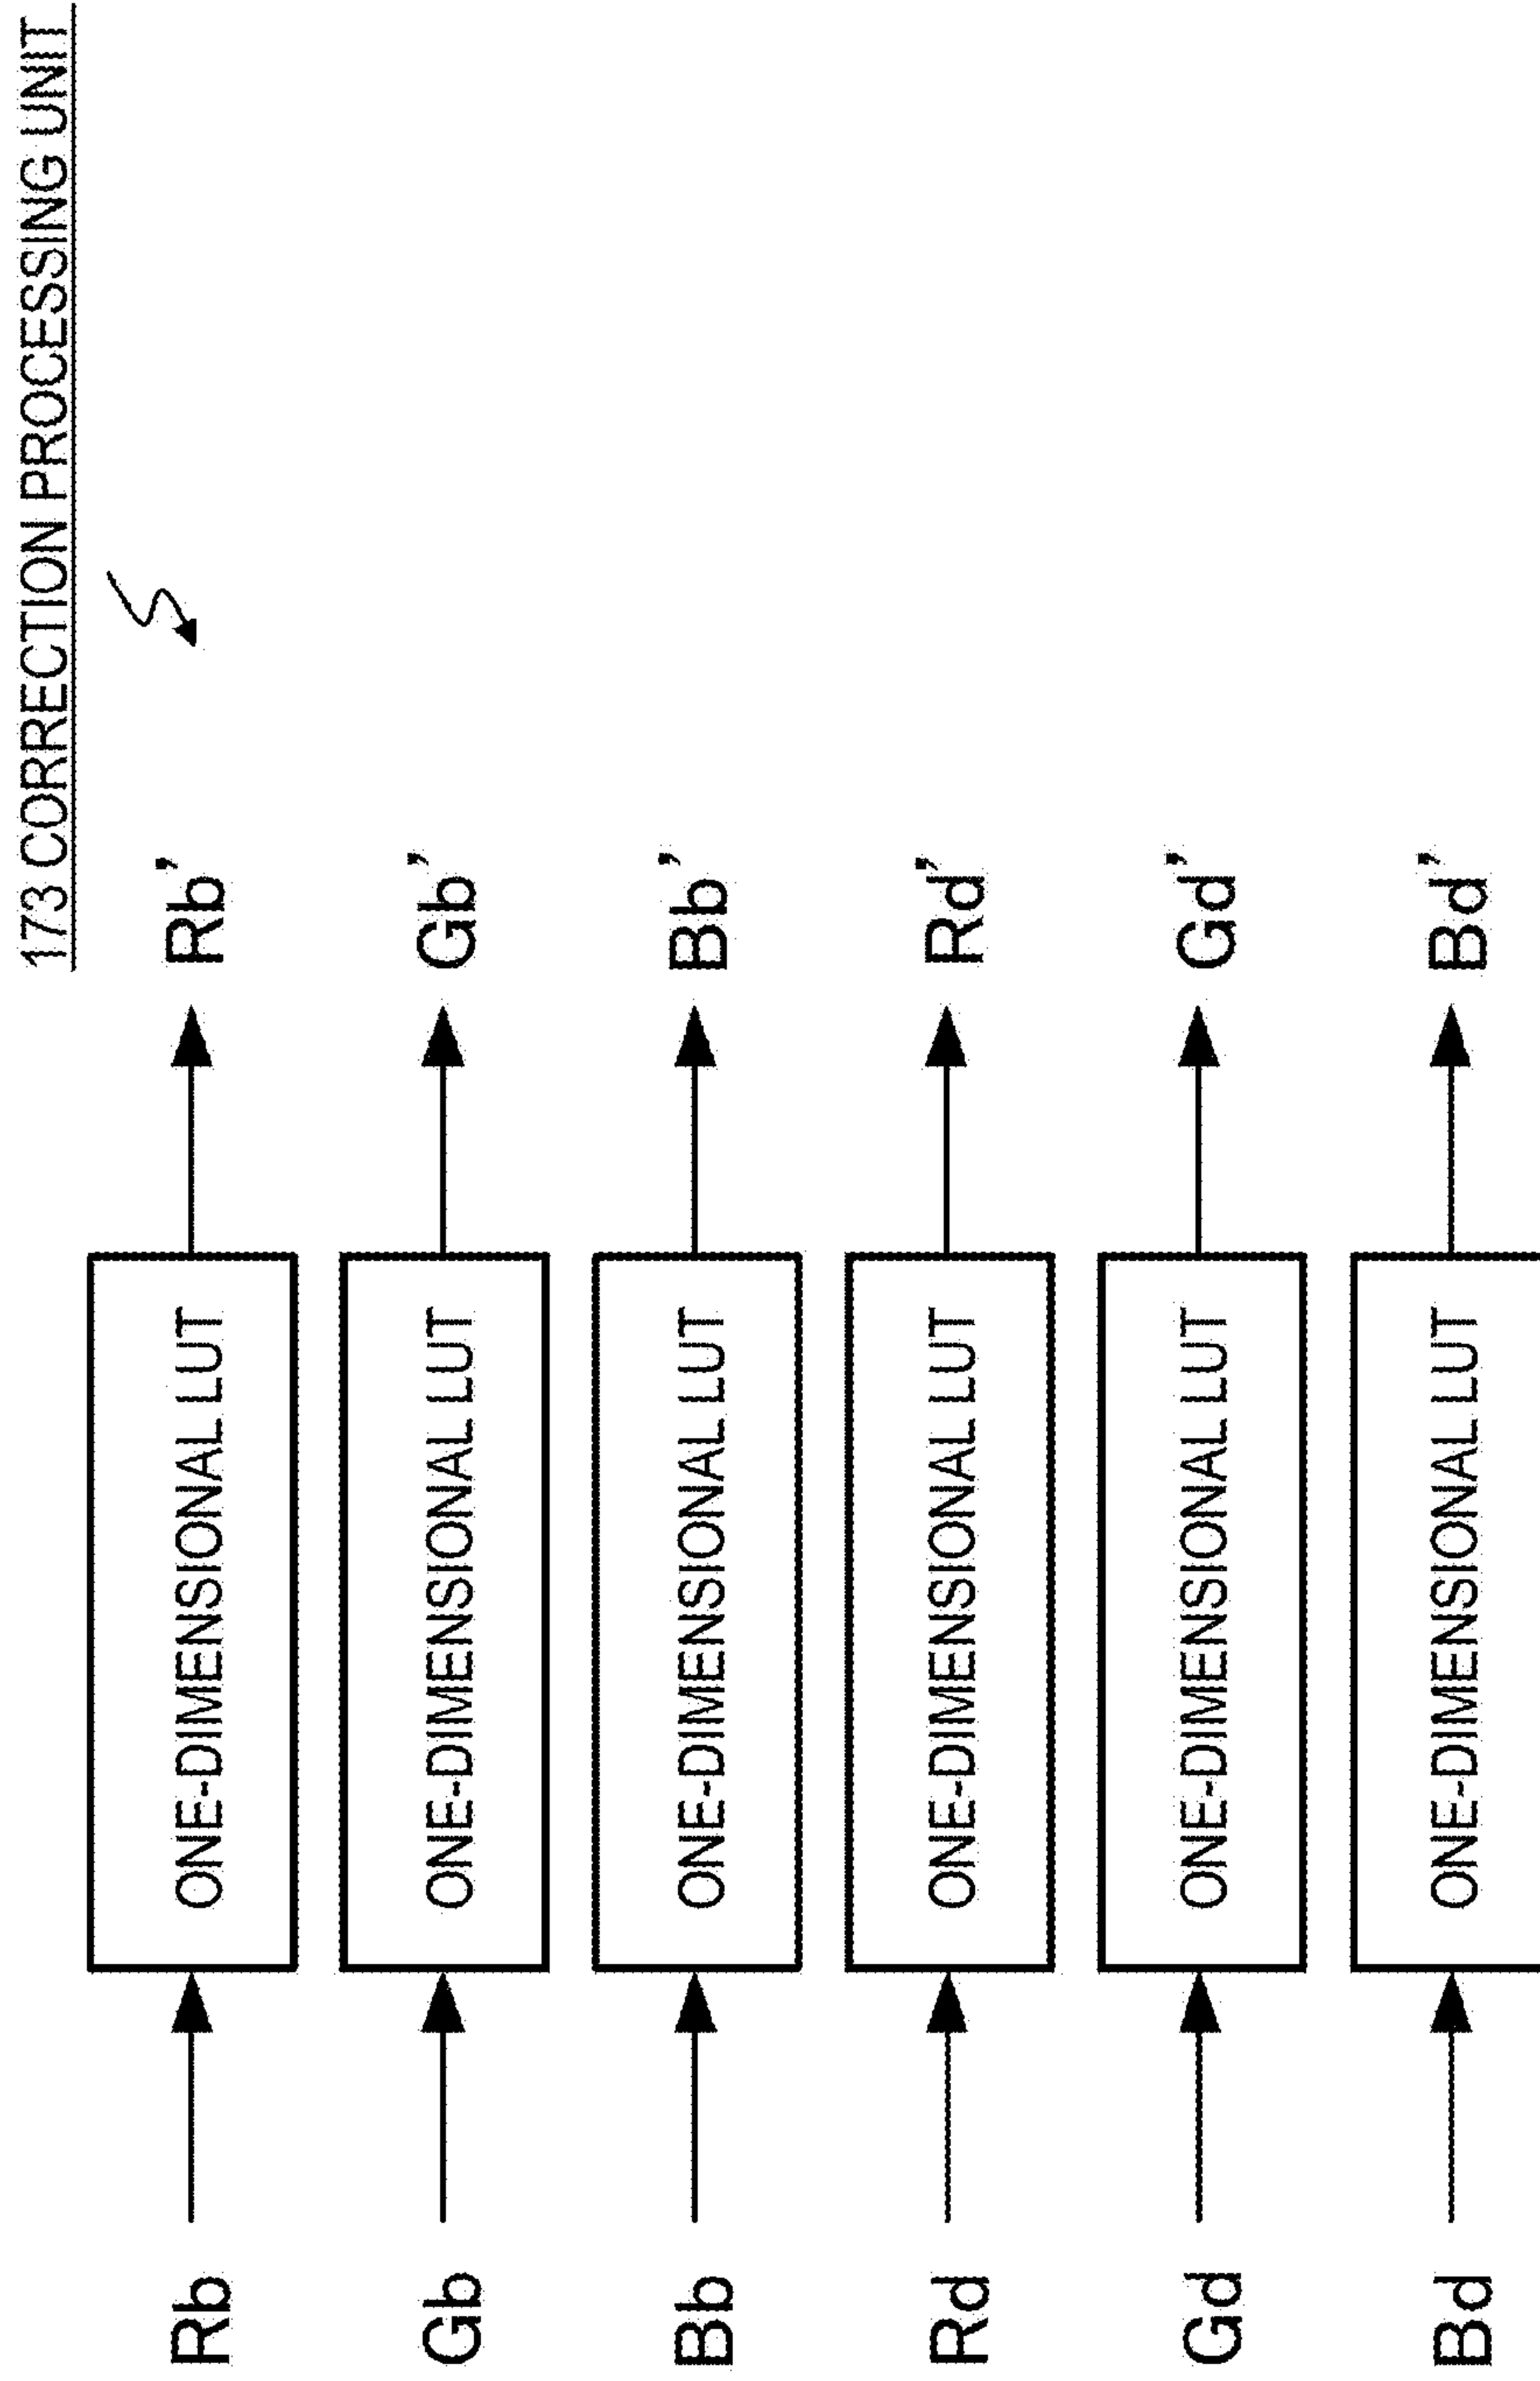 173 CORRECTION PROCESSING UNIT
Rb
ONE-DIMENSIONAL LUT
Rb’
Gb
ONE-DIMENSIONAL LUT
Gb’
Bb
ONE-DIMENSIONAL LUT
Bb’
Rd
ONE-DIMENSIONAL LUT
Rd’
Gd
ONE-DIMENSIONAL LUT
Gd’
Bd
ONE-DIMENSIONAL LUT
Bd’